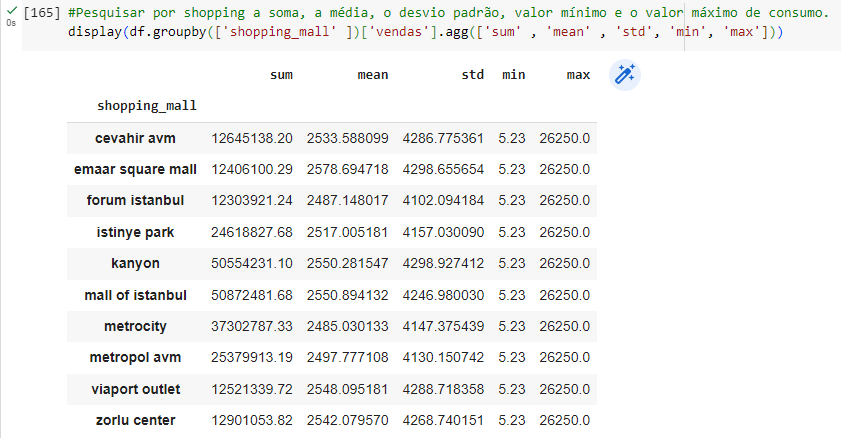 [165] #Pesquisar por shopping a soma, a média, o desvio padrão, valor mínimo e o valor máximo de consumo.
display(df.groupby(['shopping_mall' ])['vendas'].agg(['sum' , 'mean' , 'std', 'min', 'max']))
0s
sum mean std min max
shopping_mall
cevahir avm 12645138.20 2533.588099 4286.775361 5.23 26250.0
emaar square mall 12406100.29 2578.694718 4298.655654 5.23 26250.0
forum istanbul 12303921.24 2487.148017 4102.094184 5.23 26250.0
istinye park 24618827.68 2517.005181 4157.030090 5.23 26250.0
kanyon 50554231.10 2550.281547 4298.927412 5.23 26250.0
mall of istanbul 50872481.68 2550.894132 4246.980030 5.23 26250.0
metrocity 37302787.33 2485.030133 4147.375439 5.23 26250.0
metropol avm 25379913.19 2497.777108 4130.150742 5.23 26250.0
viaport outlet 12521339.72 2548.095181 4288.718358 5.23 26250.0
zorlu center 12901053.82 2542.079570 4268.740151 5.23 26250.0